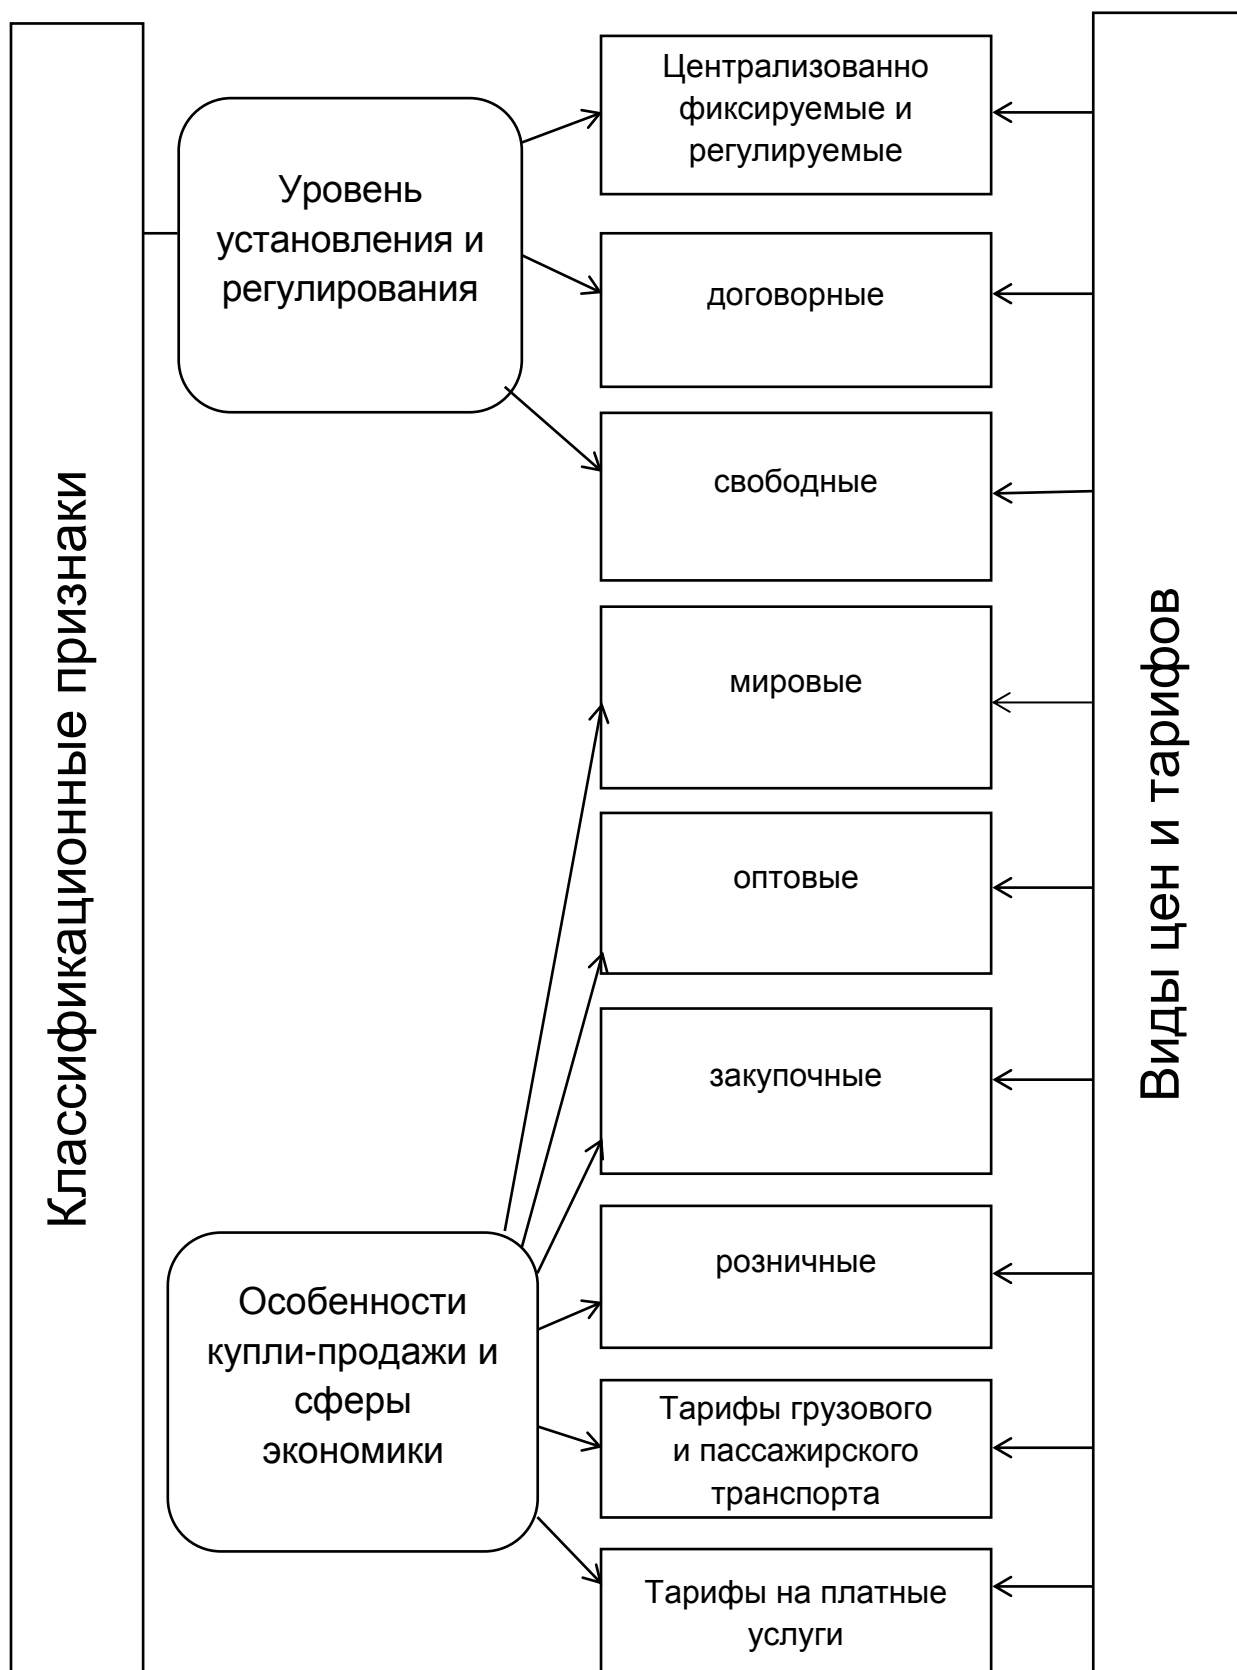 Классификационные признаки
Уровень
установления и
регулирования
Особенности
купли-продажи и
сферы
экономики
Централизованно
фиксируемые и
регулируемые
договорные
свободные
мировые
оптовые
закупочные
розничные
Тарифы грузового
и пассажирского
транспорта
Тарифы на платные
услуги
Виды цен и тарифов